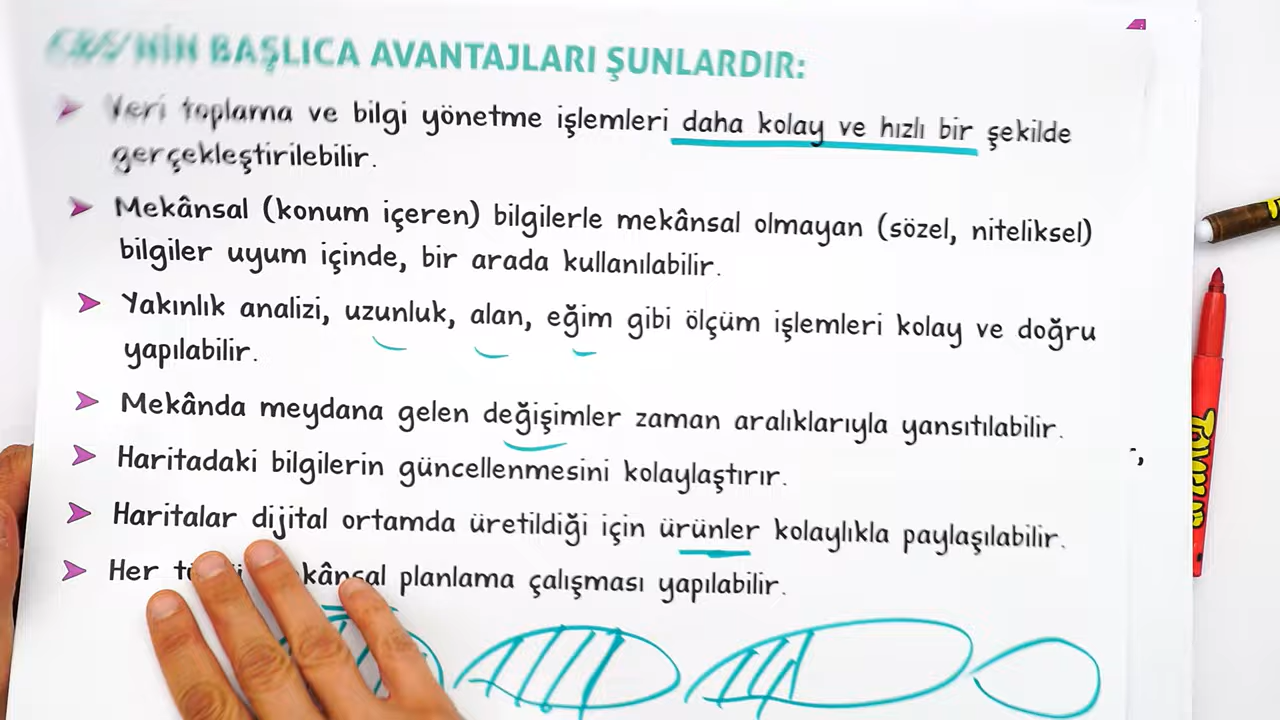 CBS'NİN BAŞLICA AVANTAJLARI ŞUNLARDIR:
Veri toplama ve bilgi yönetme işlemleri daha kolay ve hızlı bir şekilde
gerçekleştirilebilir.
Mekânsal (konum içeren) bilgilerle mekânsal olmayan (sözel, niteliksel)
bilgiler uyum içinde, bir arada kullanılabilir.
Yakınlık analizi, uzunluk, alan, eğim gibi ölçüm işlemleri kolay ve doğru
yapılabilir.
Mekânda meydana gelen değişimler zaman aralıklarıyla yansıtılabilir.
Haritadaki bilgilerin güncellenmesini kolaylaştırır.
Haritalar dijital ortamda üretildiği için ürünler kolaylıkla paylaşılabilir.
Her planlama çalışması yapılabilir.